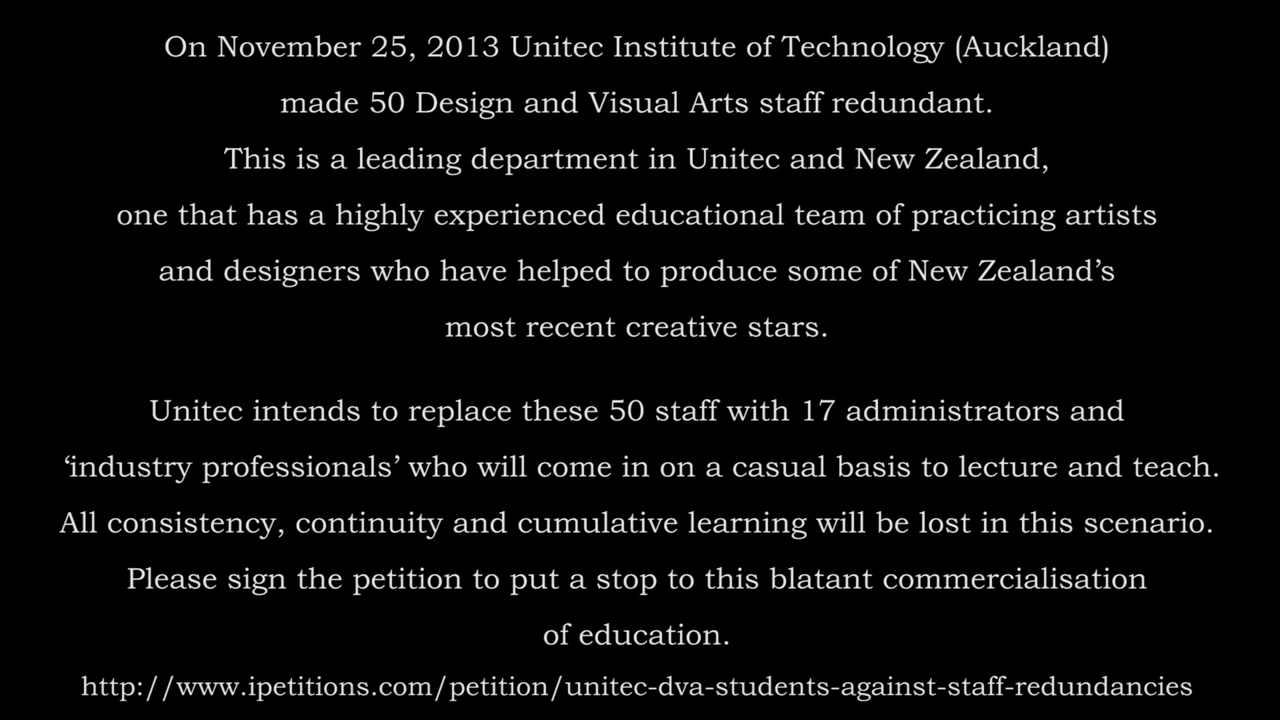 On November 25, 2013 Unitec Institute of Technology (Auckland)
made 50 Design and Visual Arts staff redundant.
This is a leading department in Unitec and New Zealand,
one that has a highly experienced educational team of practicing artists
and designers who have helped to produce some of New Zealand’s
most recent creative stars.
Unitec intends to replace these 50 staff with 17 administrators and
‘industry professionals’ who will come in on a casual basis to lecture and teach.
All consistency, continuity and cumulative learning will be lost in this scenario.
Please sign the petition to put a stop to this blatant commercialisation
of education.
http://www.ipetitions.com/petition/unitec-dva-students-against-staff-redundancies